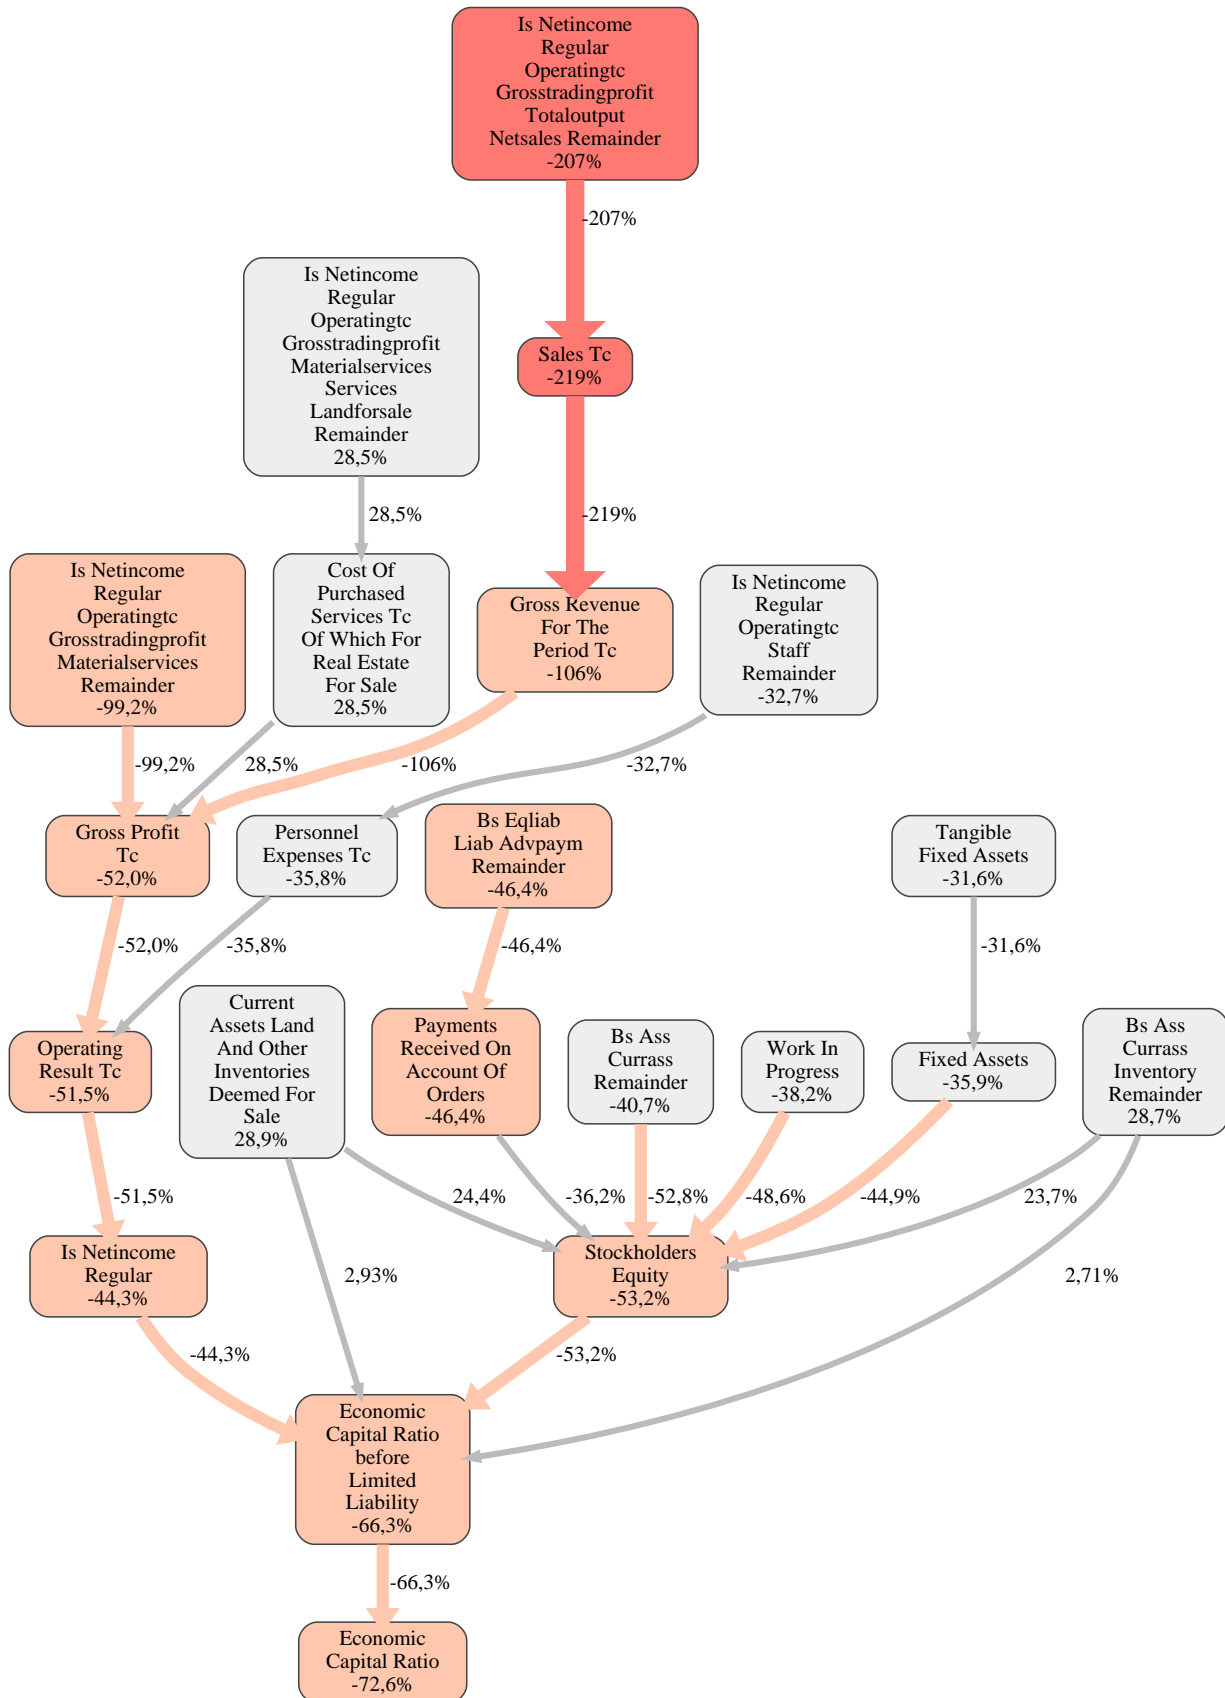 Is Netincome
Regular
Operatingtc
Grosstradingprofit
Totaloutput
Netsales Remainder
-207%
-207%
Is Netincome
Regular
Operatingtc
Grosstradingprofit
Materialservices
Services
Landforsale
Remainder
28,5%
Sales Tc
-219%
28,5%
-219%
Is Netincome
Regular
Operatingtc
Grosstradingprofit
Materialservices
Remainder
-99,2%
Cost Of
Purchased
Services Tc
Of Which For
Real Estate
For Sale
28,5%
Gross Revenue
For The
Period Tc
-106%
Is Netincome
Regular
Operatingtc
Staff
Remainder
-32,7%
-99,2%
28,5%
-106%
-32,7%
Gross Profit
Tc
-52,0%
Personnel
Expenses Tc
-35,8%
Bs Eqliab
Liab Advpaym
Remainder
-46,4%
Tangible
Fixed Assets
-31,6%
-52,0%
-35,8%
-46,4%
-31,6%
Operating
Result Tc
-51,5%
Current
Assets Land
And Other
Inventories
Deemed For
Sale
28,9%
Payments
Received On
Account Of
Orders
-46,4%
Bs Ass
Currass
Remainder
-40,7%
Work In
Progress
-38,2%
Fixed Assets
-35,9%
Bs Ass
Currass
Inventory
Remainder
28,7%
-51,5%
24,4%
-36,2%
-52,8%
-48,6%
-44,9%
23,7%
Is Netincome
Regular
-44,3%
2,93%
Stockholders
Equity
-53,2%
2,71%
-44,3%
-53,2%
Economic
Capital Ratio
before
Limited
Liability
-66,3%
-66,3%
Economic
Capital Ratio
-72,6%